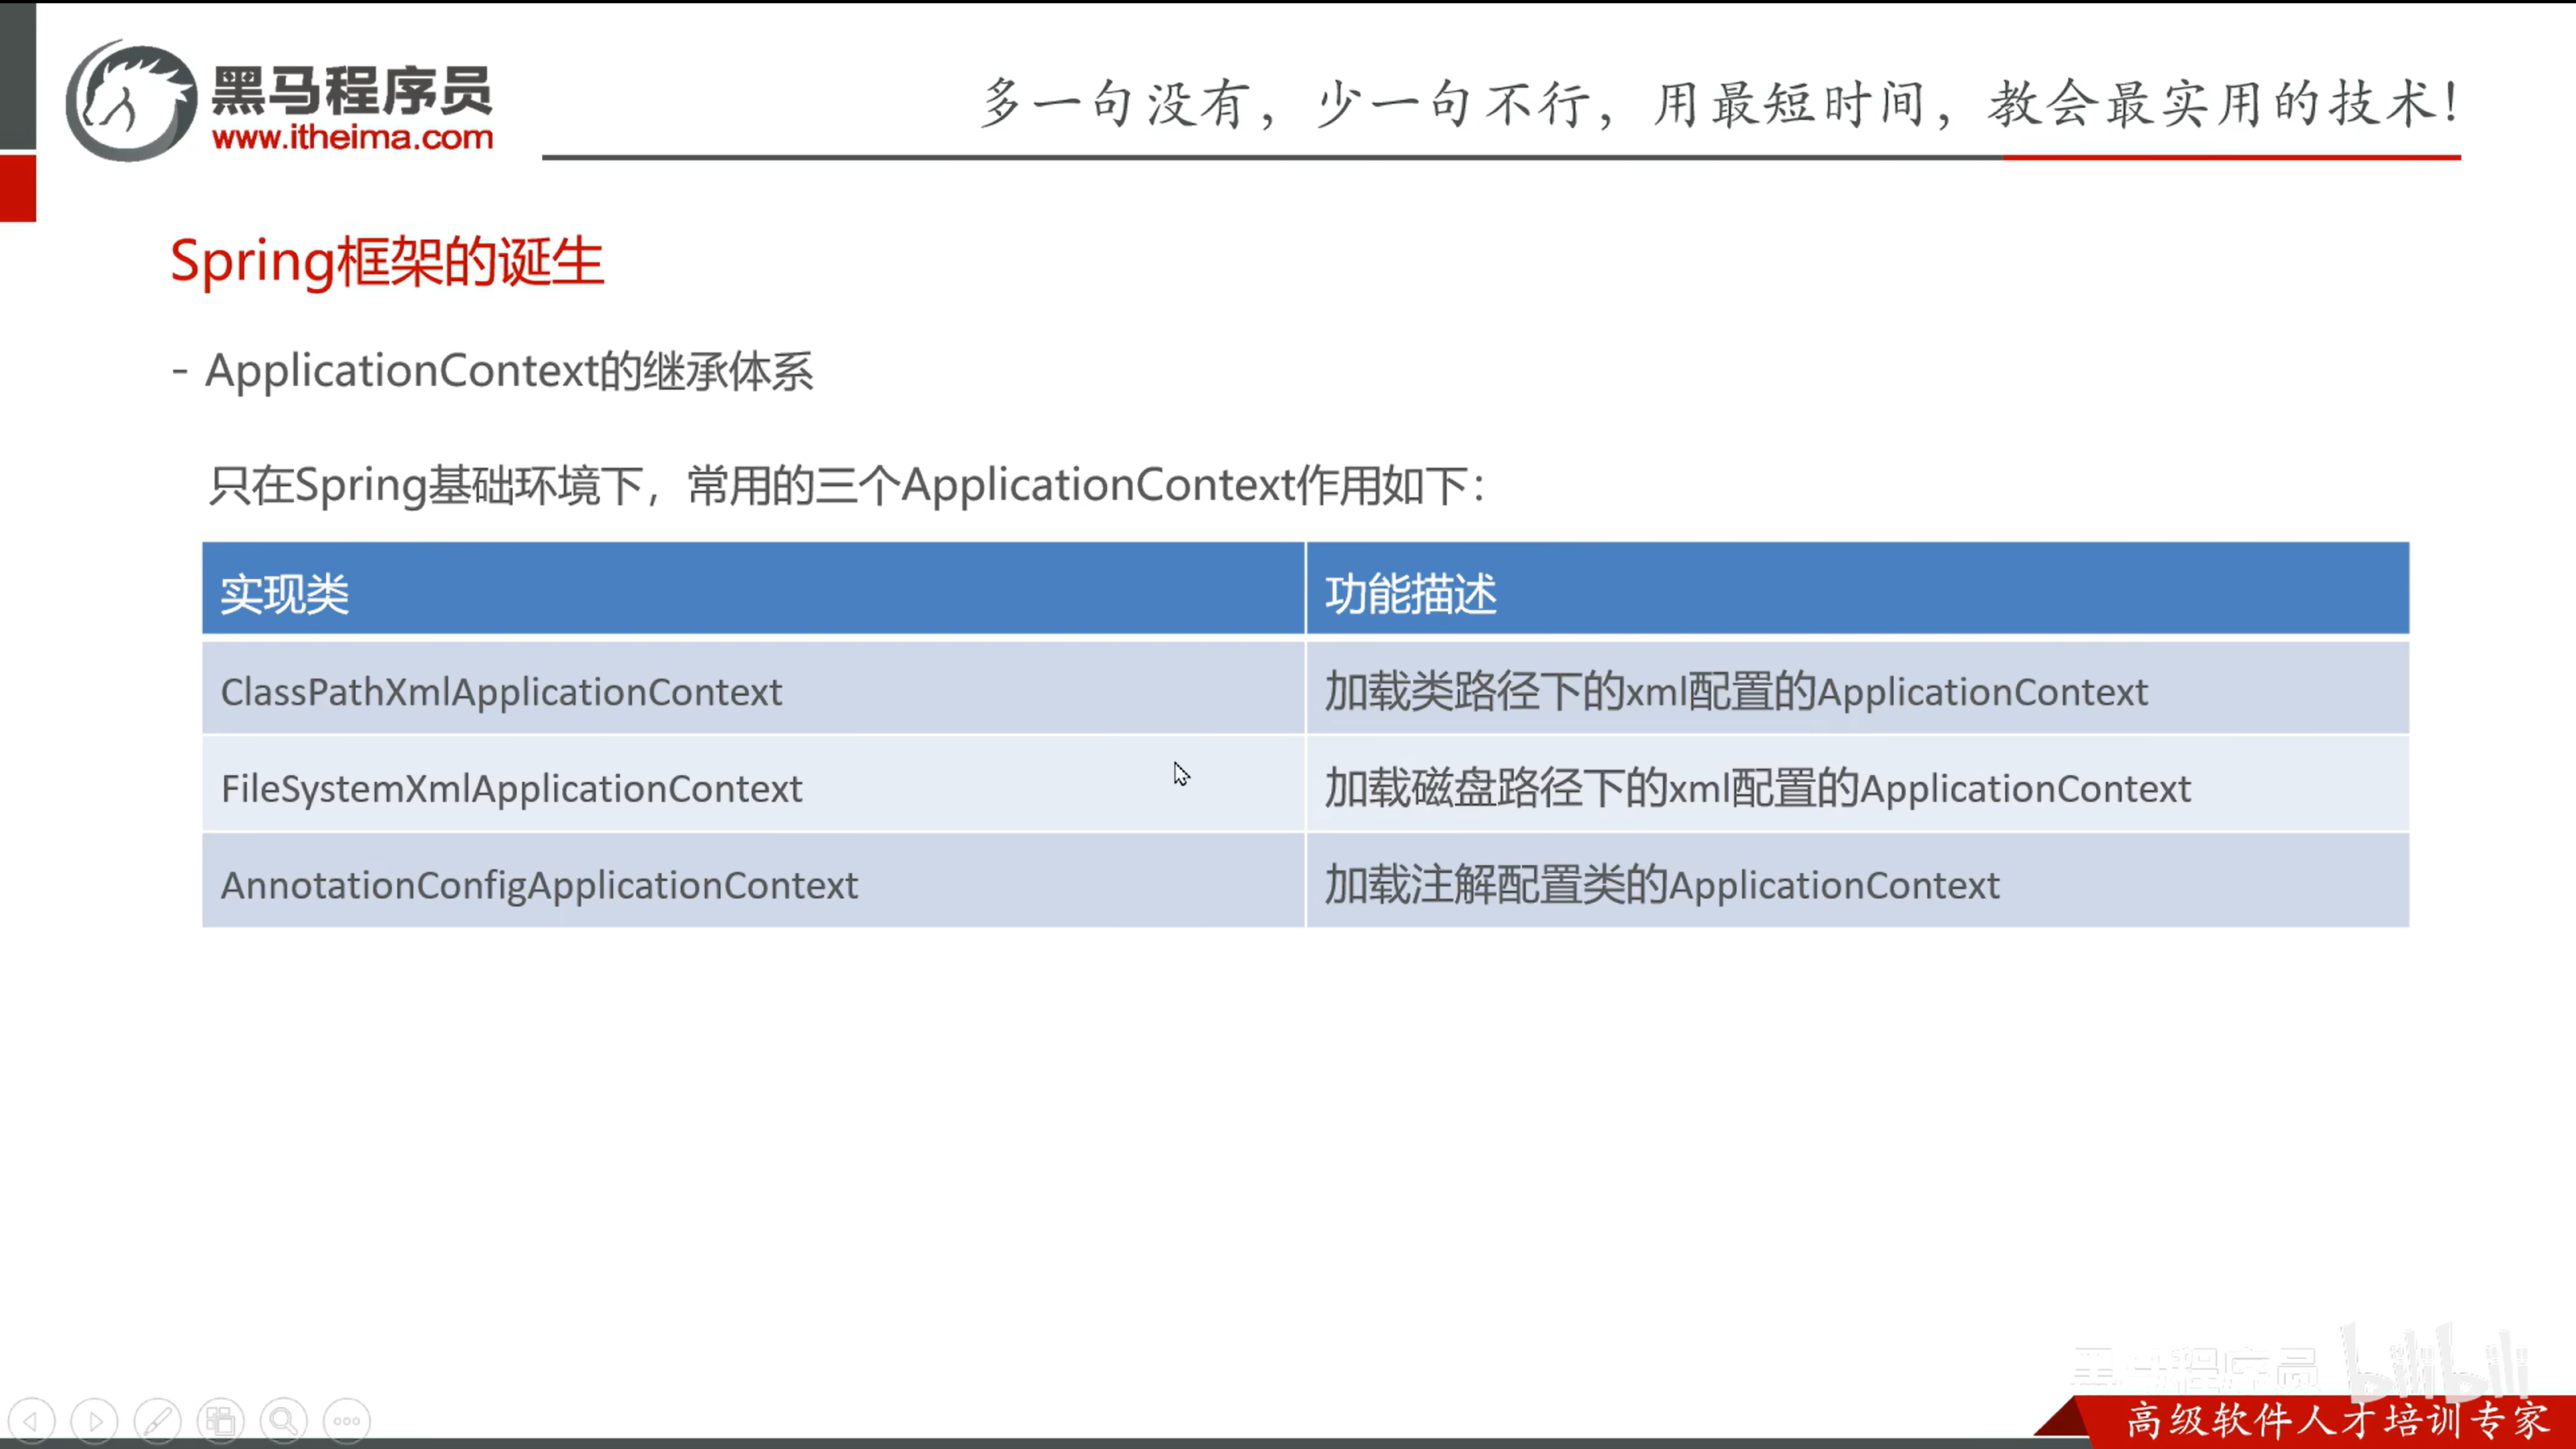 黑马程序员
www.itheima.com
多一句没有，少一句不行，用最短时间，教会最实用的技术！
Spring框架的诞生
- ApplicationContext的继承体系
只在Spring基础环境下，常用的三个ApplicationContext作用如下：
实现类 功能描述
ClassPathXmlApplicationContext 加载类路径下的xml配置的ApplicationContext
FileSystemXmlApplicationContext 加载磁盘路径下的xml配置的ApplicationContext
AnnotationConfigApplicationContext 加载注解配置类的ApplicationContext
黑马程序员 bilibili
高级软件人才培训专家